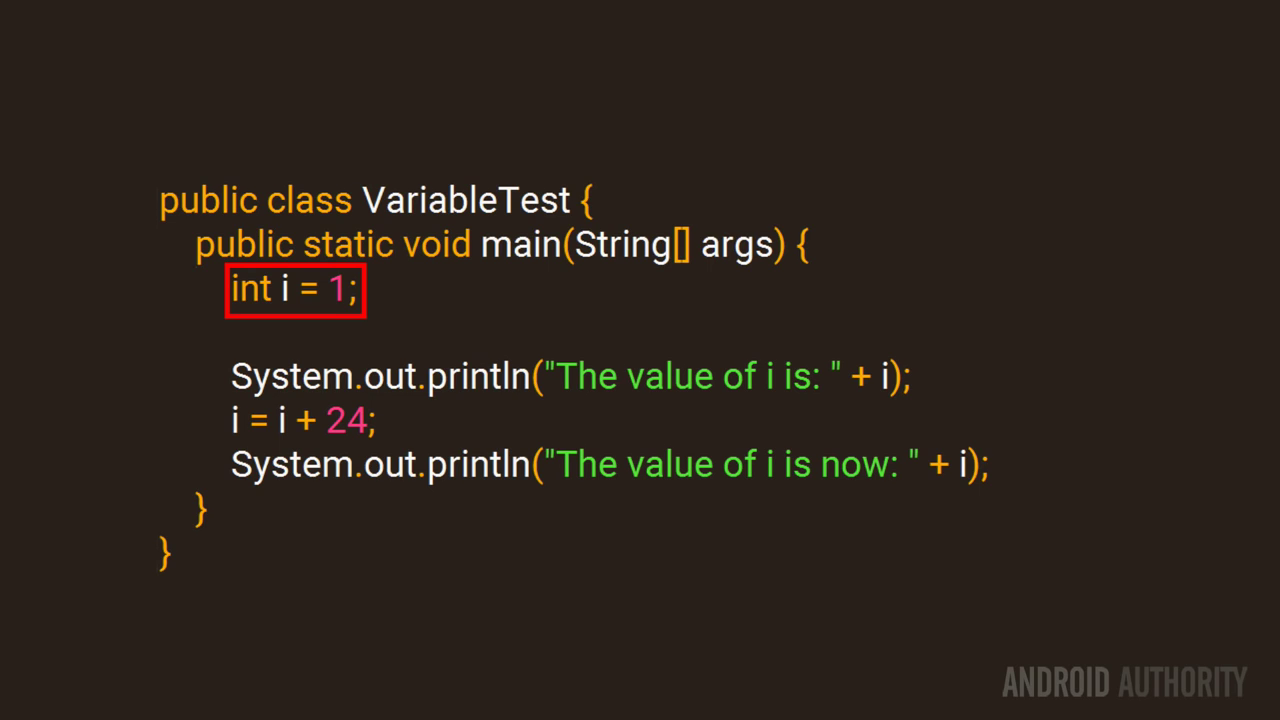 public class VariableTest {
public static void main(String[] args) {
int i = 1;
System.out.println("The value of i is: " + i);
i = i + 24;
System.out.println("The value of i is now: " + i);
}
}
ANDROID AUTHORITY